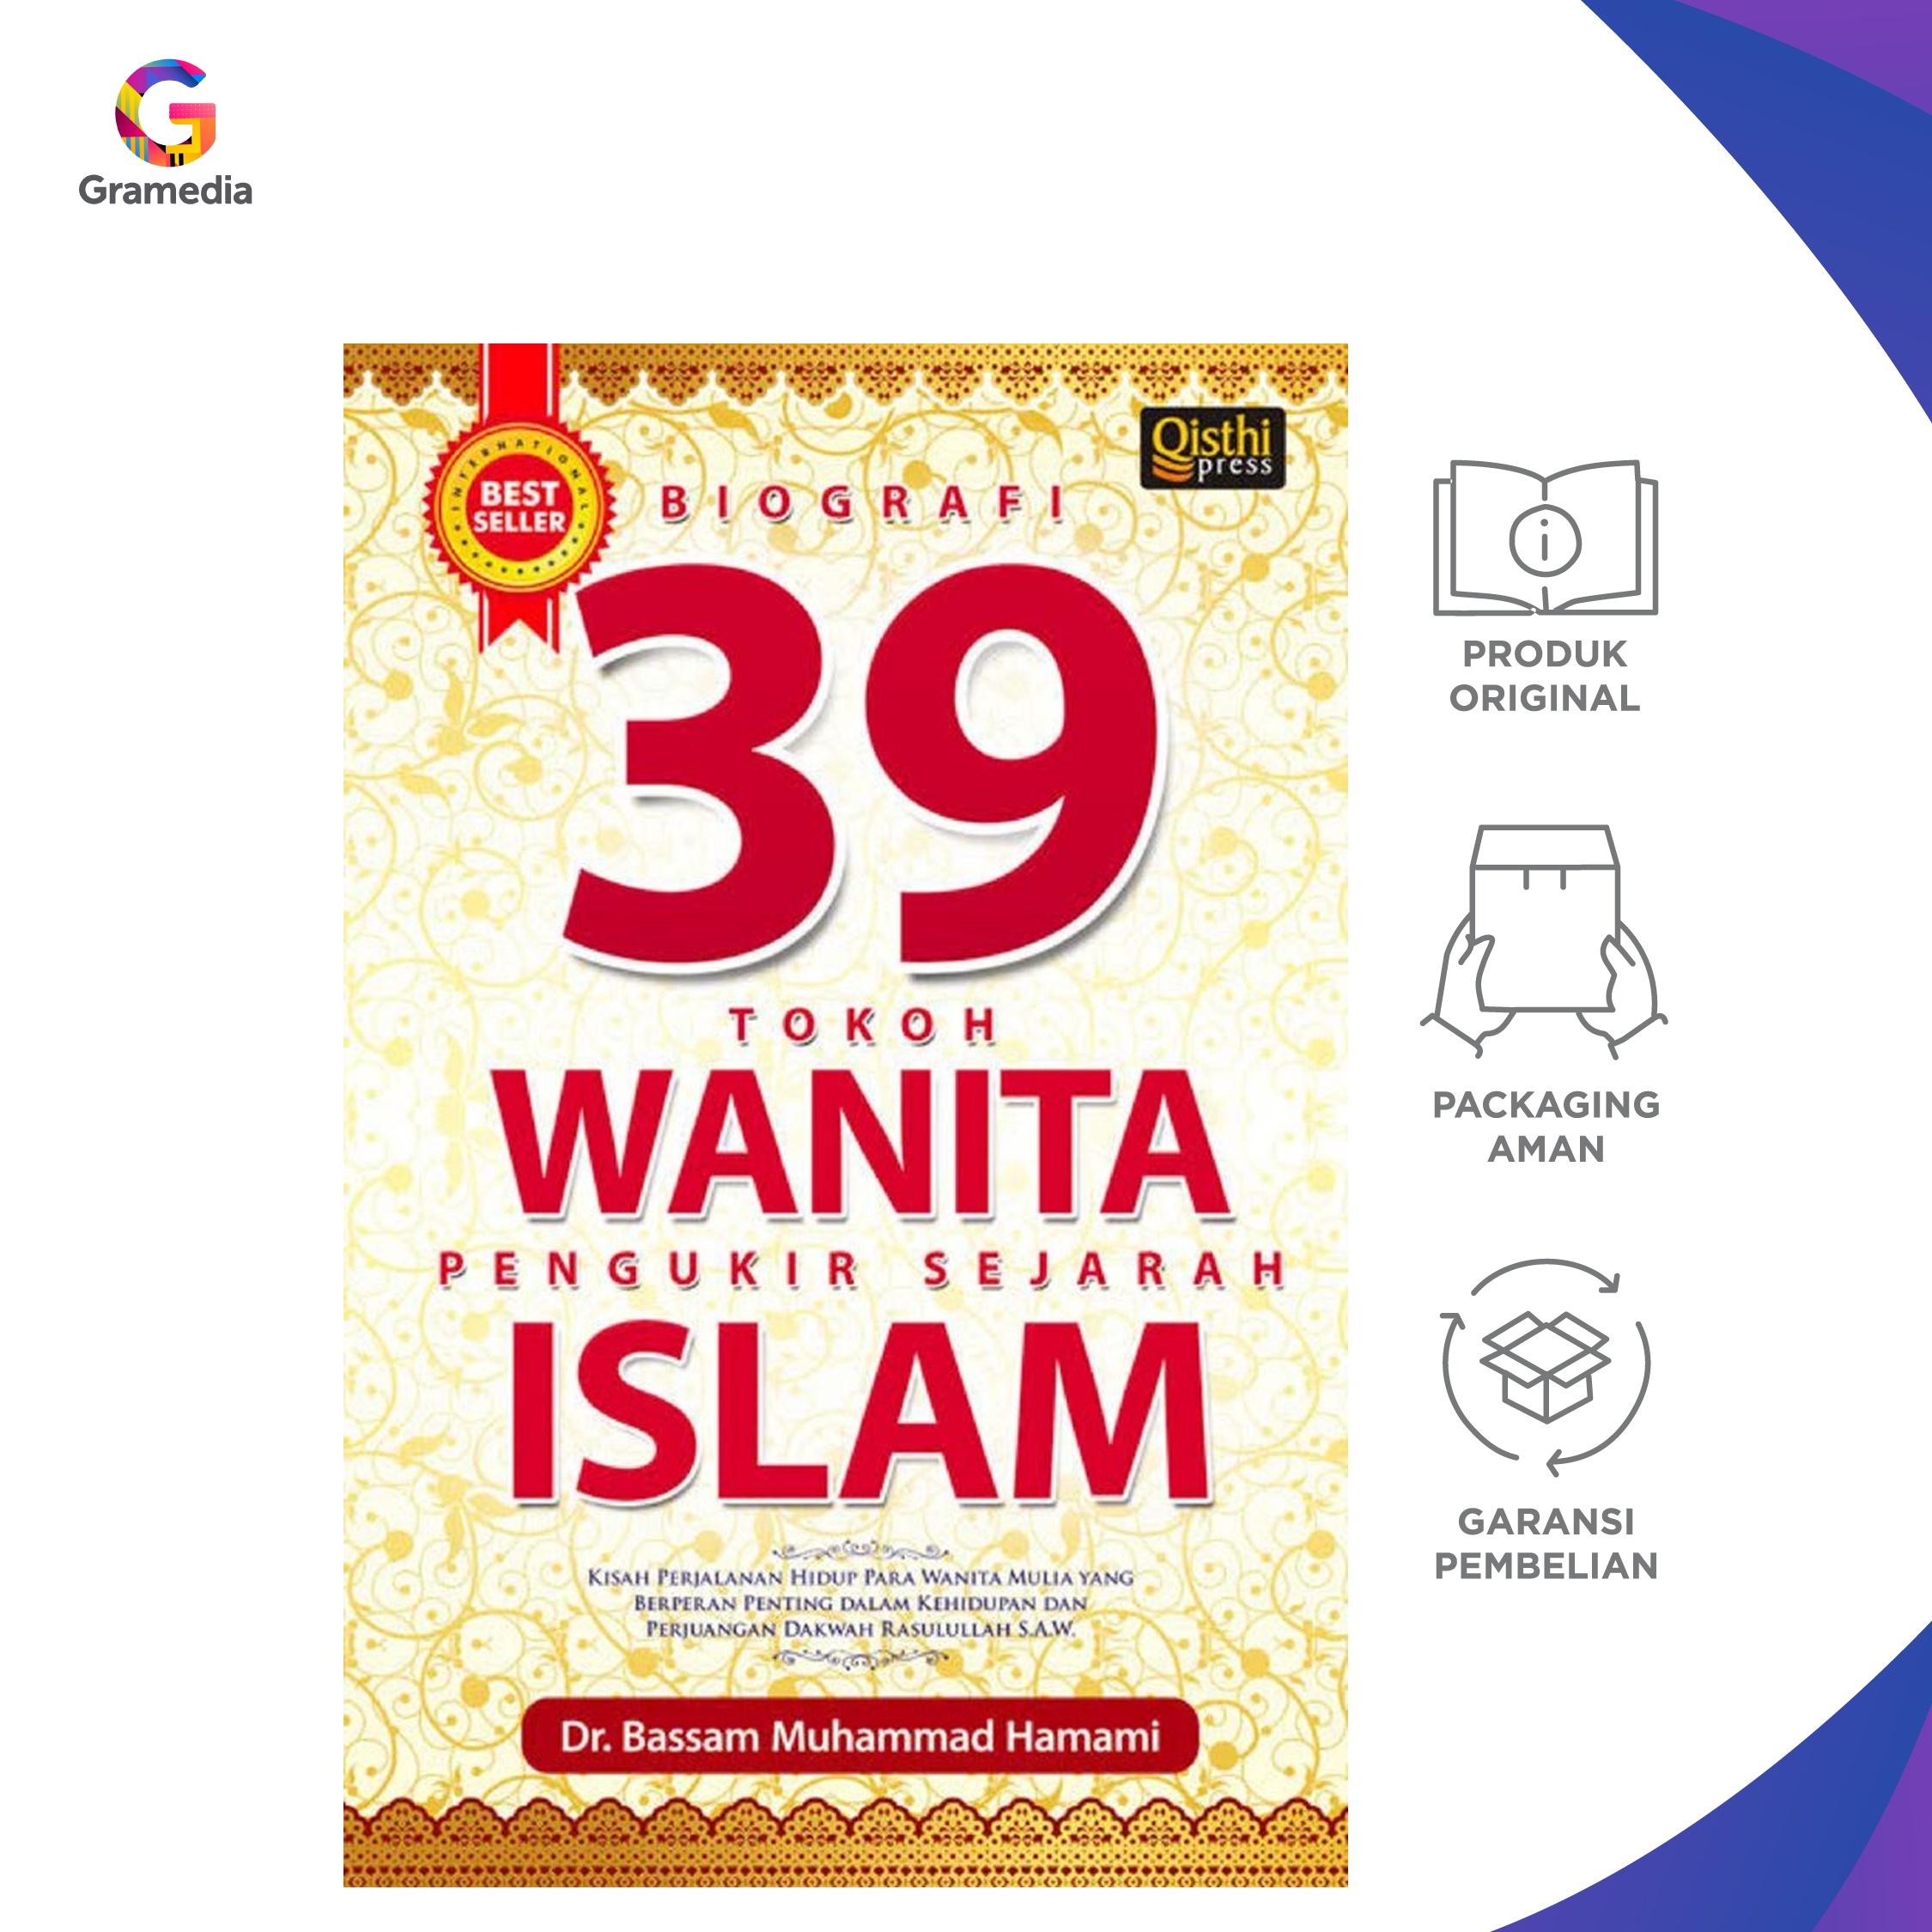 Gramedia
Qisthi
press
INTERNATIONAL
BEST
SELLER
BIOGRAFI
39
TOKOH
WANITA
PENGUKIR SEJARAH
ISLAM
KISAH PERJALANAN HIDUP PARA WANITA MULIA YANG
BERPERAN PENTING DALAM KEHIDUPAN DAN
PERJUANGAN DAKWAH RASULULLAH S.A.W.
Dr. Bassam Muhammad Hamami
PRODUK
ORIGINAL
PACKAGING
AMAN
GARANSI
PEMBELIAN